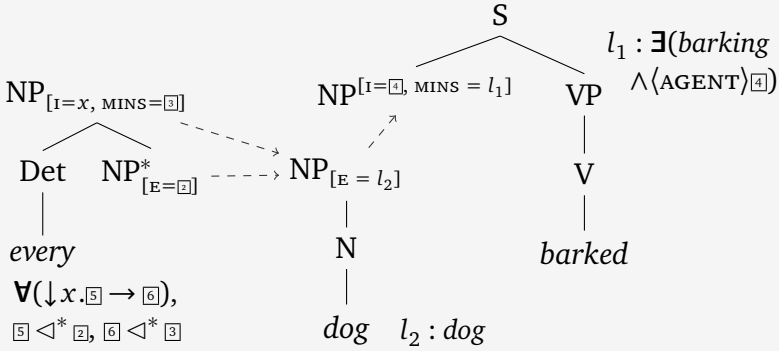 S
l₁ : ∃(barking
∧⟨AGENT⟩[4])
NP[I=x, MINS=[3]]
NP[I=[4], MINS = l₁]
VP
Det
NP*[E=[2]]
NP[E = l₂]
V
every
N
barked
∀(↓x.[5] → [6]),
[5] ◁* [2], [6] ◁* [3]
dog
l₂ : dog